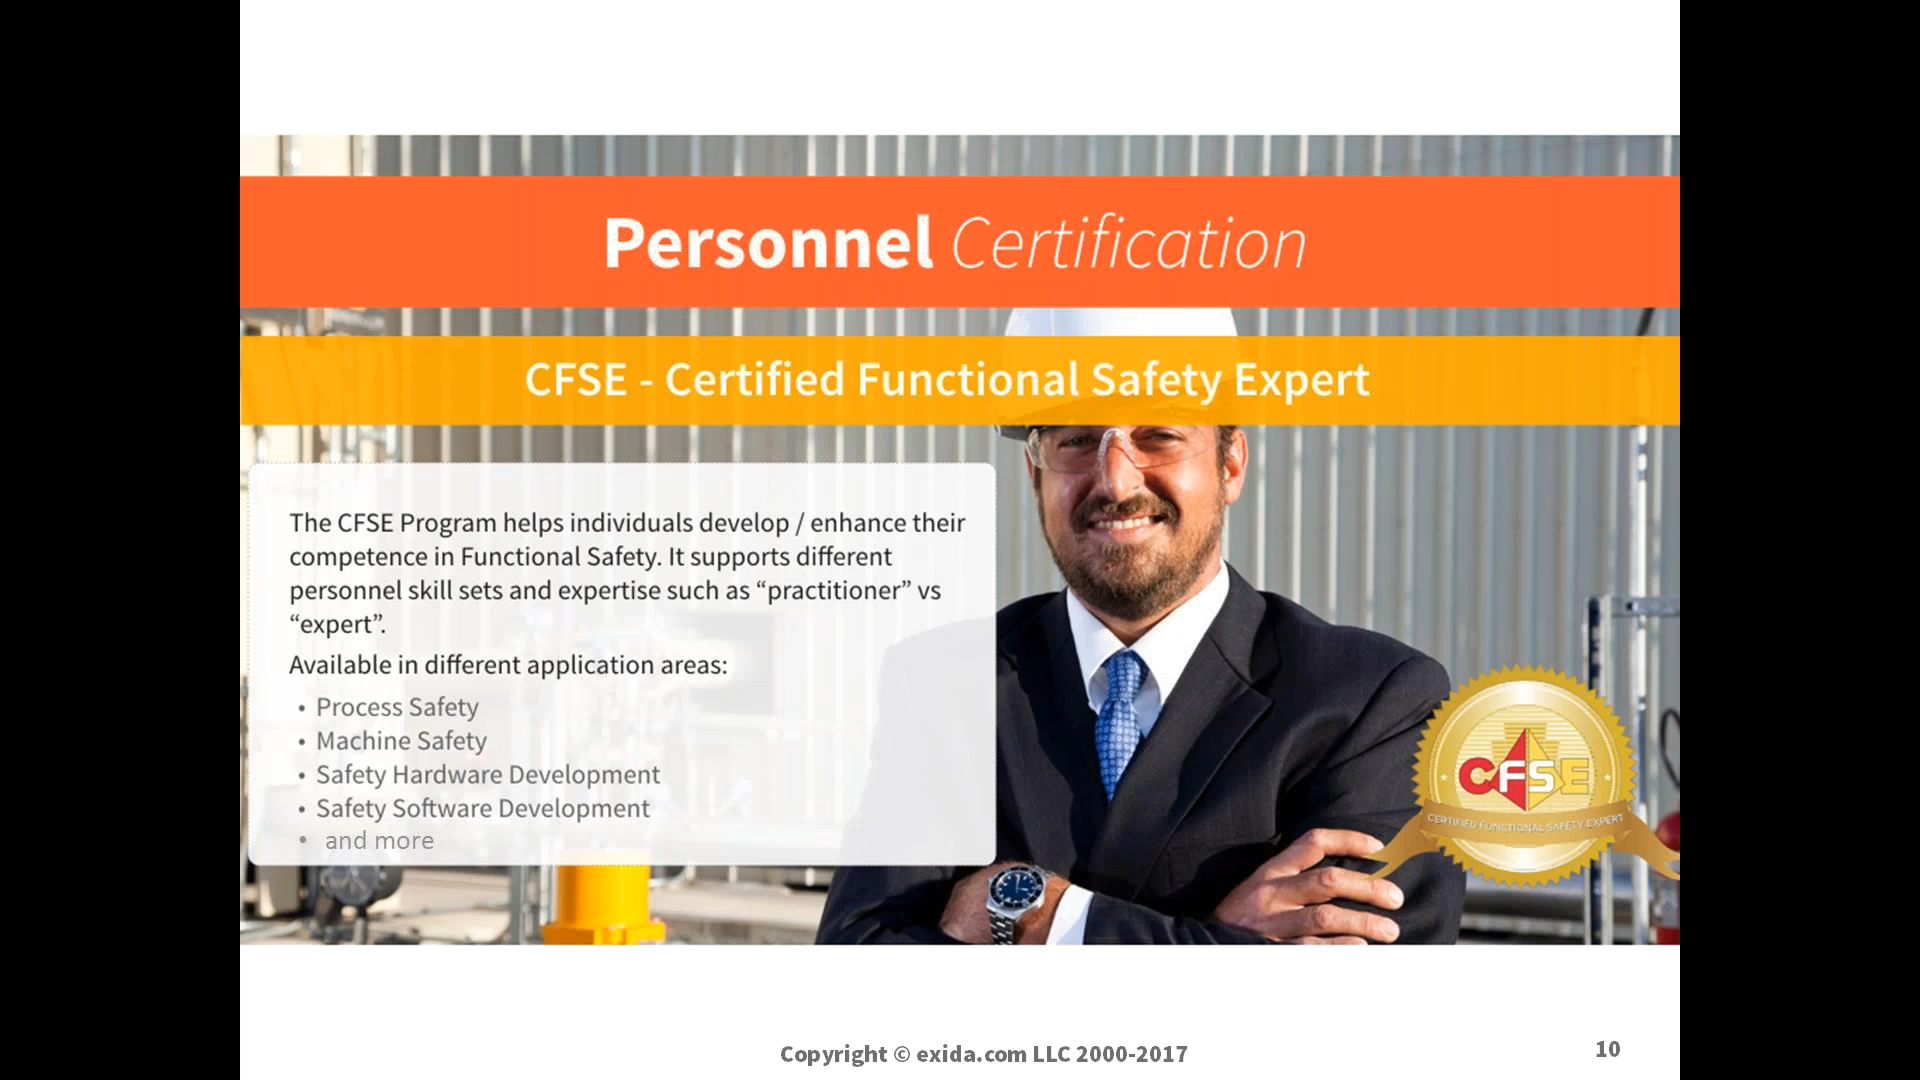 Personnel Certification
CFSE - Certified Functional Safety Expert
The CFSE Program helps individuals develop / enhance their
competence in Functional Safety. It supports different
personnel skill sets and expertise such as “practitioner” vs
“expert”.
Available in different application areas:
• Process Safety
• Machine Safety
• Safety Hardware Development
• Safety Software Development
• and more
CFSE
CERTIFIED FUNCTIONAL SAFETY EXPERT
Copyright © exida.com LLC 2000-2017
10